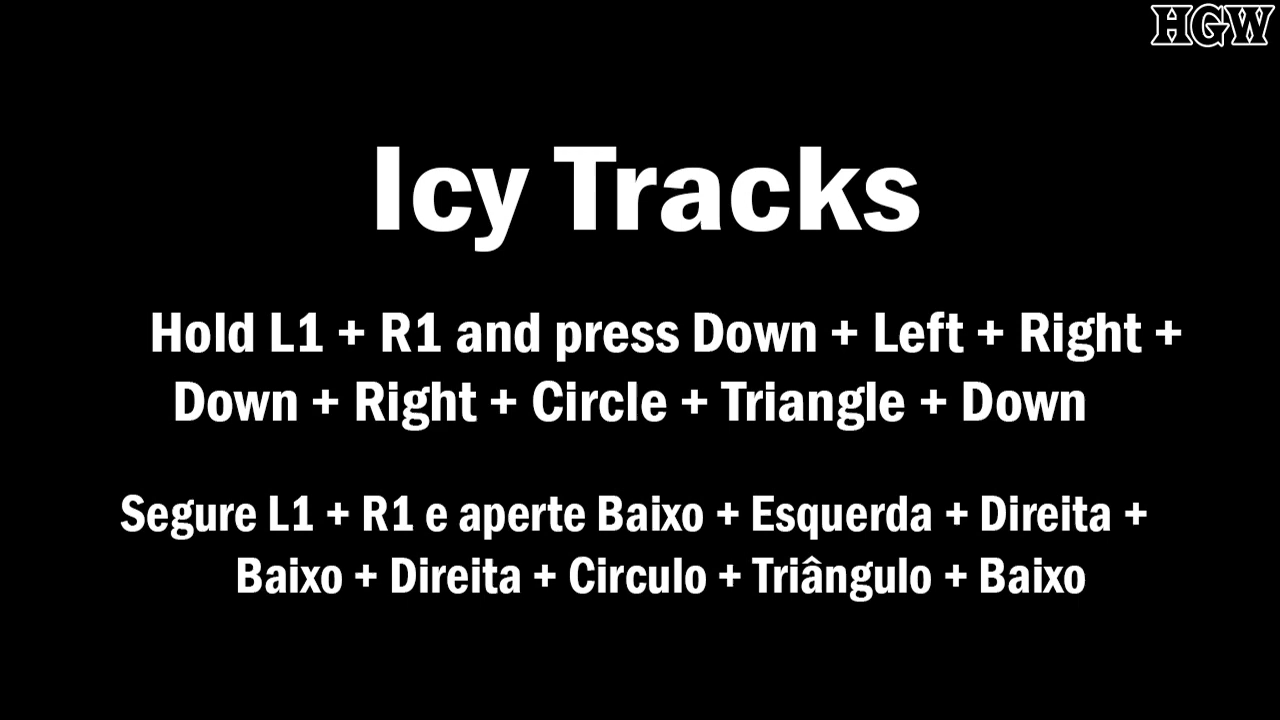 HGW
Icy Tracks
Hold L1 + R1 and press Down + Left + Right +
Down + Right + Circle + Triangle + Down
Segure L1 + R1 e aperte Baixo + Esquerda + Direita +
Baixo + Direita + Circulo + Triângulo + Baixo